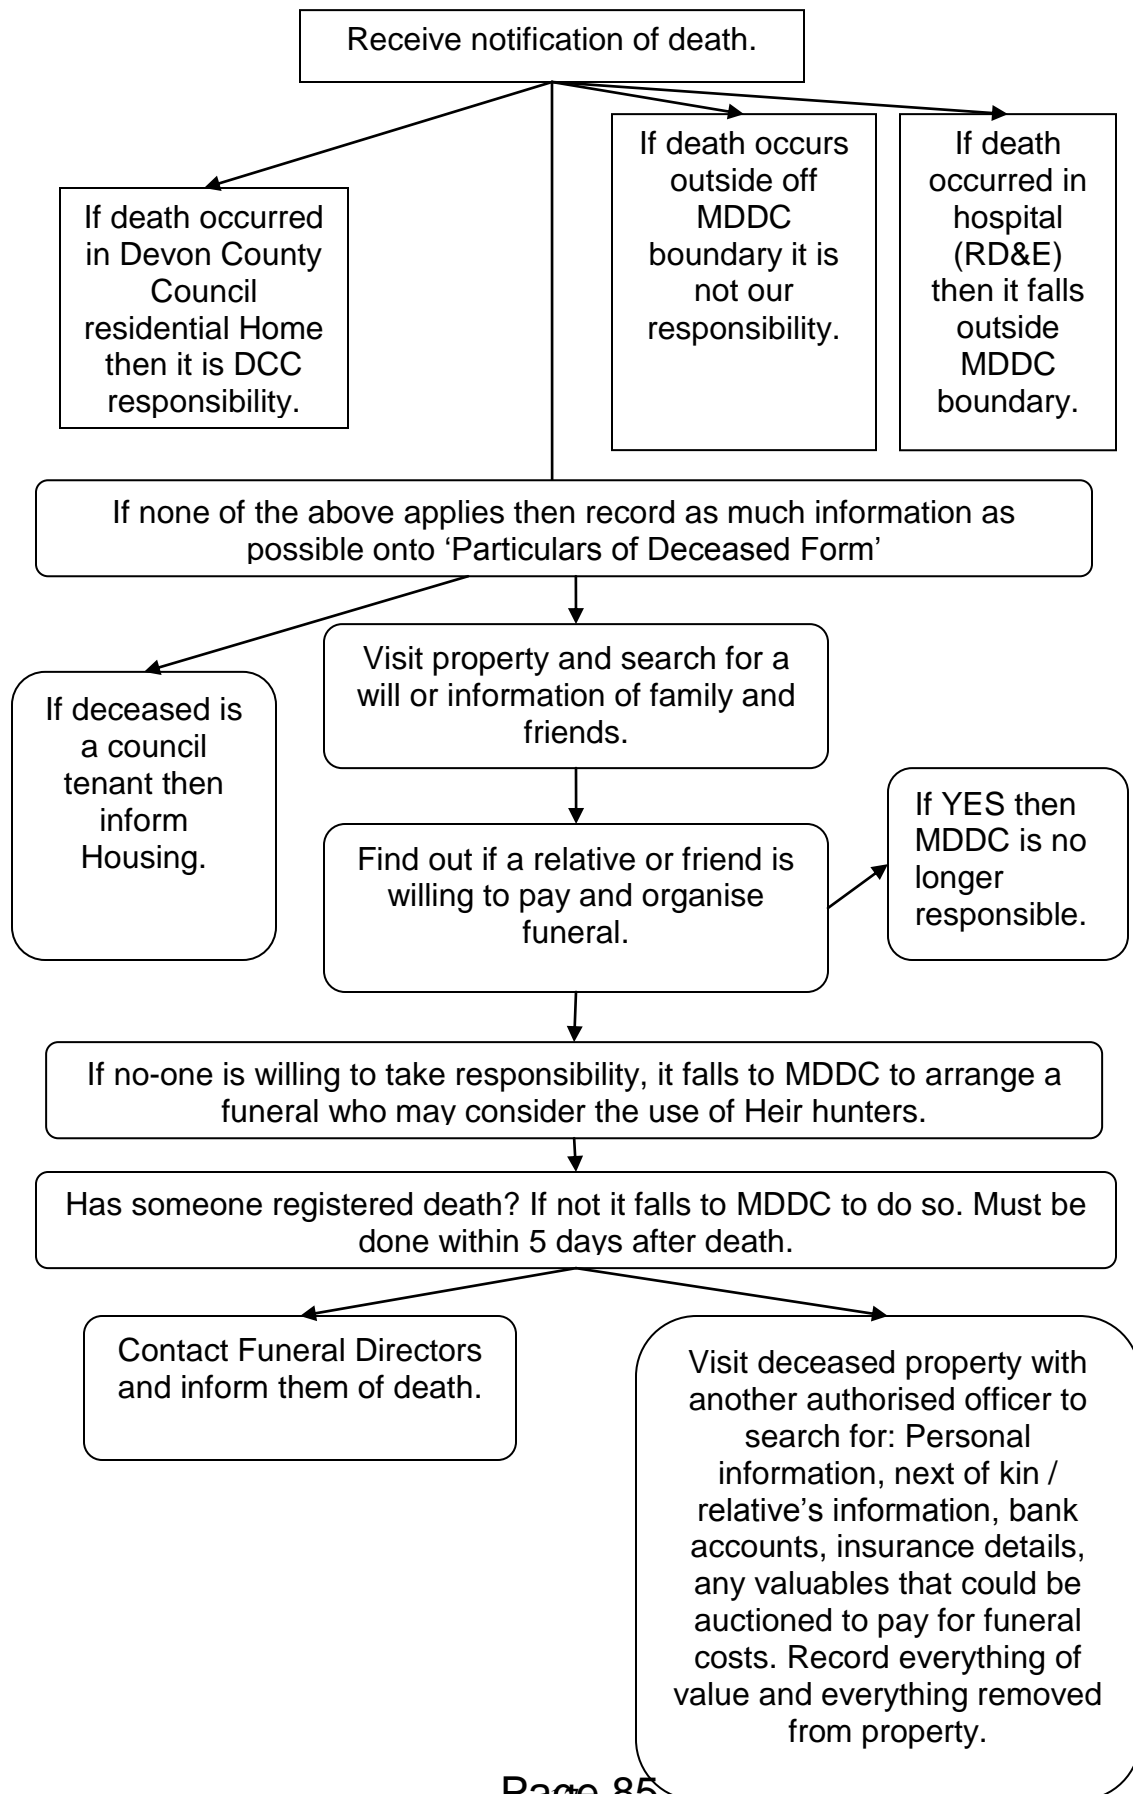 Receive notification of death.
If death occurred
in Devon County
Council
residential Home
then it is DCC
responsibility.
If death occurs
outside off
MDDC
boundary it is
not our
responsibility.
If death
occurred in
hospital
(RD&E)
then it falls
outside
MDDC
boundary.
If none of the above applies then record as much information as
possible onto ‘Particulars of Deceased Form’
If deceased is
a council
tenant then
inform
Housing.
Visit property and search for a
will or information of family and
friends.
Find out if a relative or friend is
willing to pay and organise
funeral.
If YES then
MDDC is no
longer
responsible.
If no-one is willing to take responsibility, it falls to MDDC to arrange a
funeral who may consider the use of Heir hunters.
Has someone registered death? If not it falls to MDDC to do so. Must be
done within 5 days after death.
Contact Funeral Directors
and inform them of death.
Visit deceased property with
another authorised officer to
search for: Personal
information, next of kin /
relative’s information, bank
accounts, insurance details,
any valuables that could be
auctioned to pay for funeral
costs. Record everything of
value and everything removed
from property.
Page 85